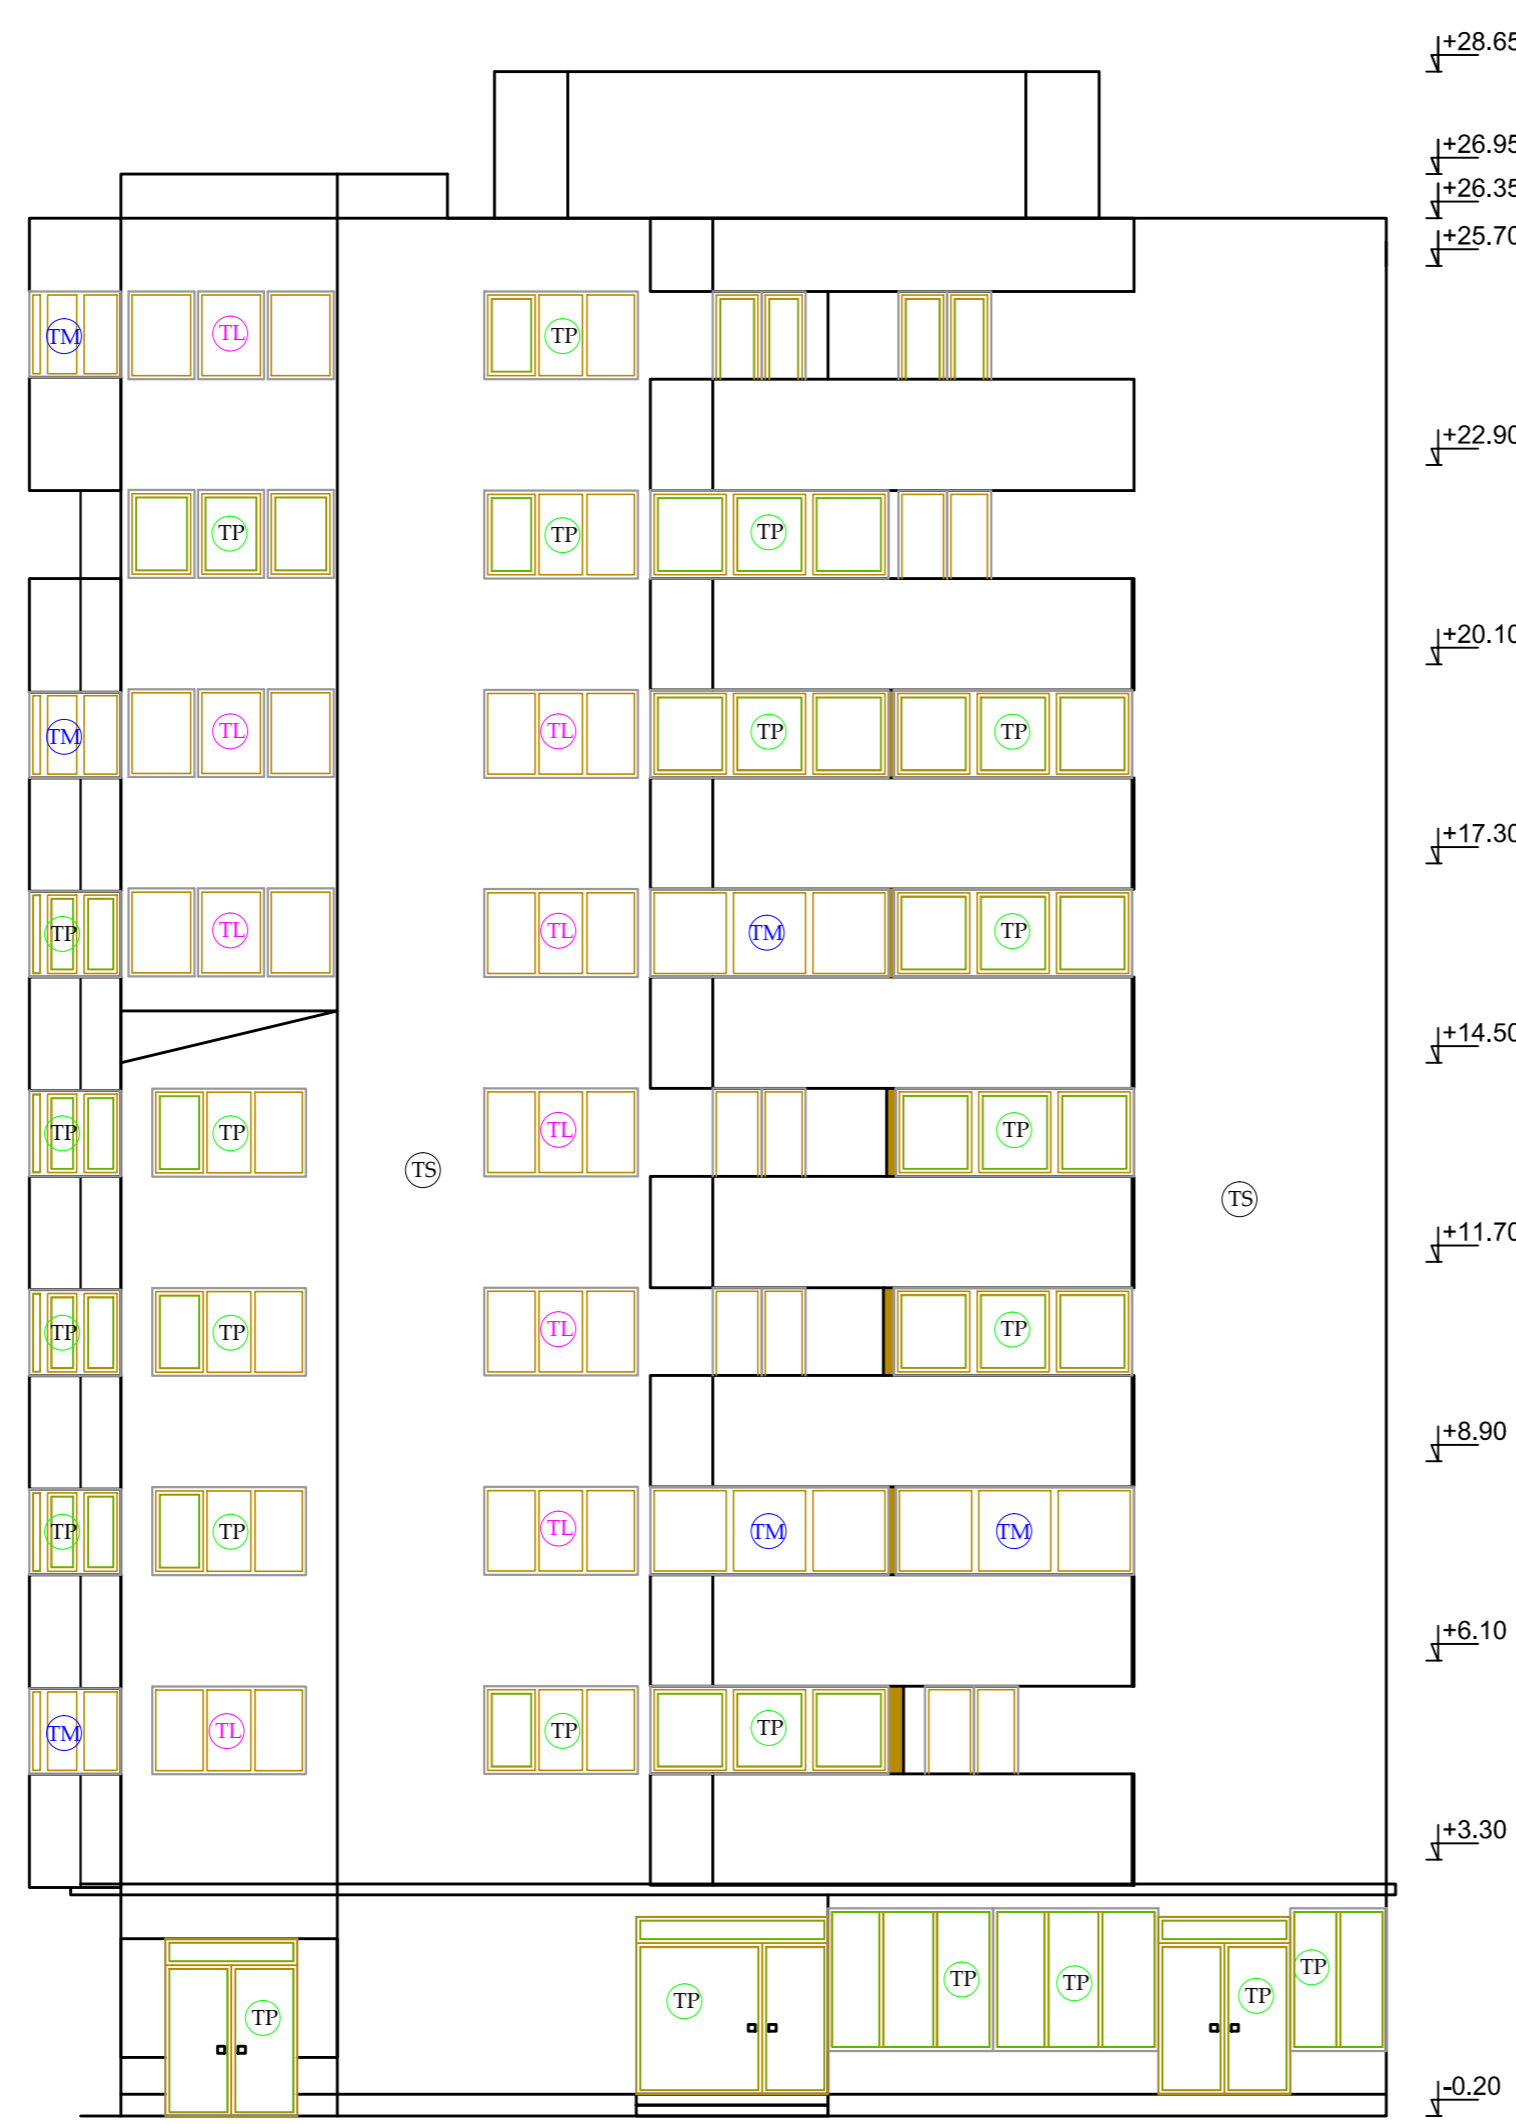 +28.65
+26.95
+26.35
+25.70
TM TL TP
+22.90
TP TP TP
+20.10
TM TL TL TP TP
+17.30
TP TL TL TM TP
+14.50
TP TP TL TP
TS
TS
+11.70
TP TP TL TP
+8.90
TP TP TL TM TM
+6.10
TM TL TP TP
+3.30
TP TP TP TP TP TP
-0.20